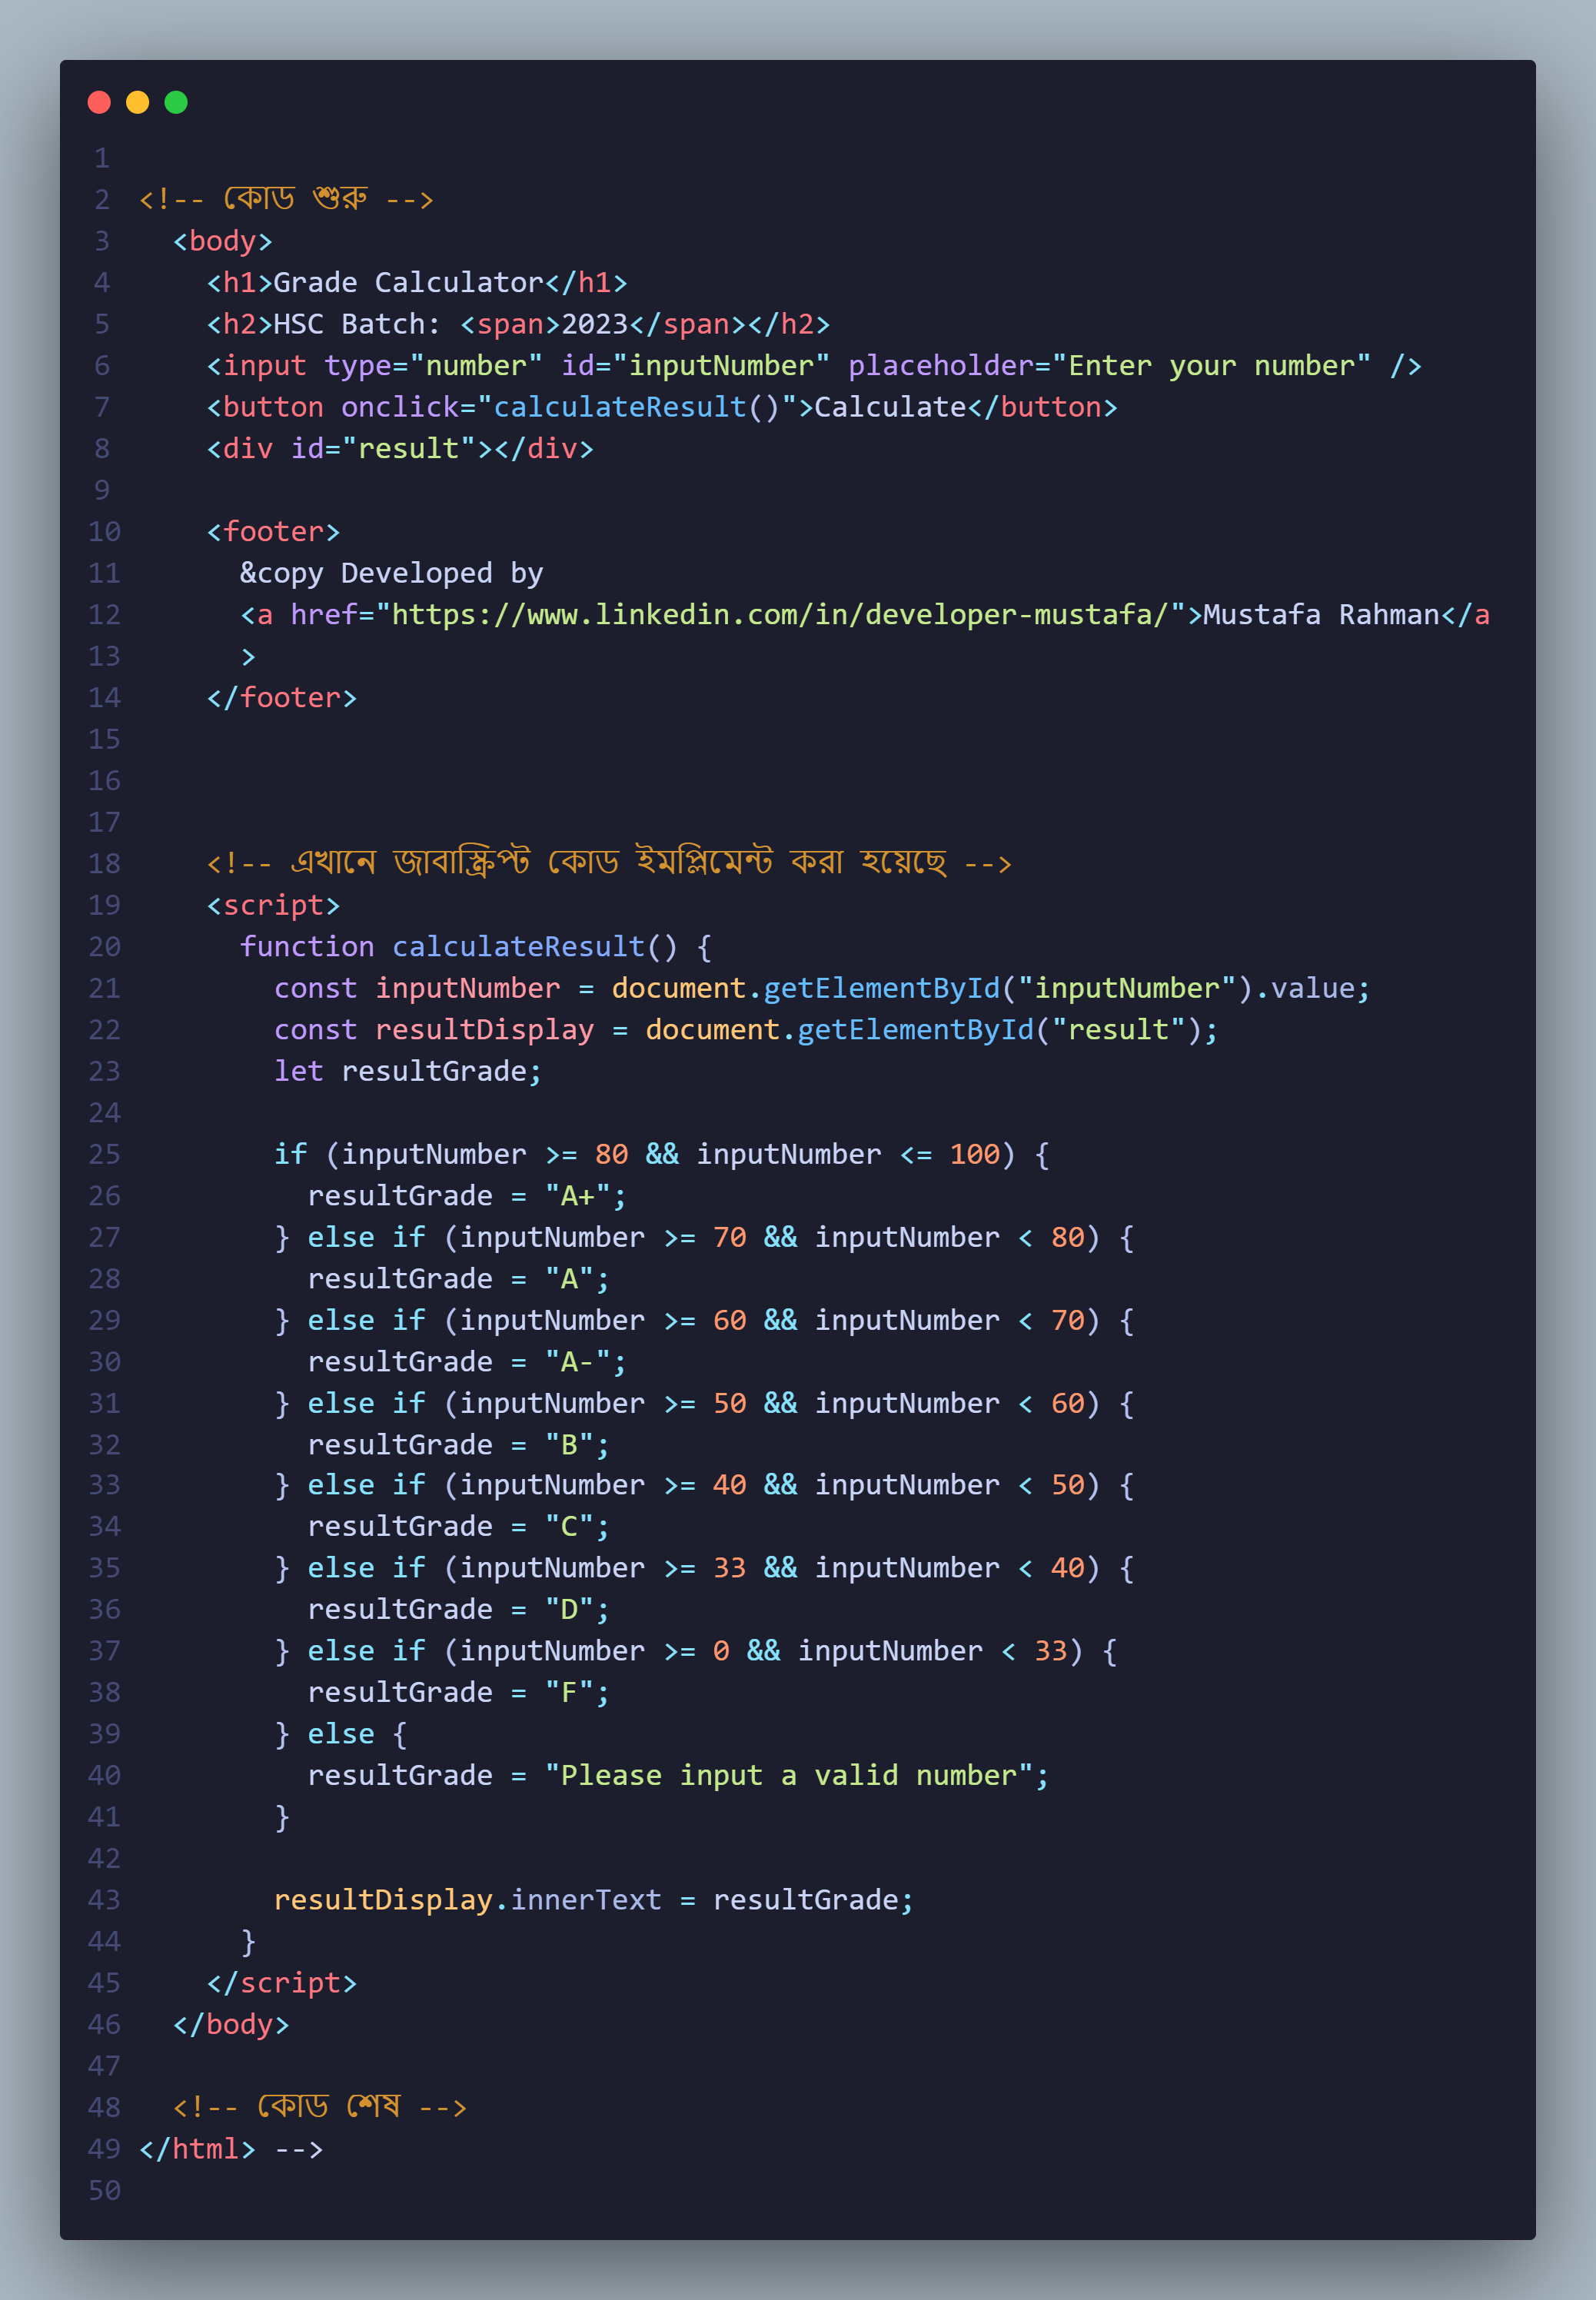 1
2 <!-- কোড শুরু -->
3   <body>
4     <h1>Grade Calculator</h1>
5     <h2>HSC Batch: <span>2023</span></h2>
6     <input type="number" id="inputNumber" placeholder="Enter your number" />
7     <button onclick="calculateResult()">Calculate</button>
8     <div id="result"></div>
9
10     <footer>
11       &copy Developed by
12       <a href="https://www.linkedin.com/in/developer-mustafa/">Mustafa Rahman</a
13       >
14     </footer>
15
16
17
18     <!-- এখানে জাবাস্ক্রিপ্ট কোড ইমপ্লিমেন্ট করা হয়েছে -->
19     <script>
20       function calculateResult() {
21         const inputNumber = document.getElementById("inputNumber").value;
22         const resultDisplay = document.getElementById("result");
23         let resultGrade;
24
25         if (inputNumber >= 80 && inputNumber <= 100) {
26           resultGrade = "A+";
27         } else if (inputNumber >= 70 && inputNumber < 80) {
28           resultGrade = "A";
29         } else if (inputNumber >= 60 && inputNumber < 70) {
30           resultGrade = "A-";
31         } else if (inputNumber >= 50 && inputNumber < 60) {
32           resultGrade = "B";
33         } else if (inputNumber >= 40 && inputNumber < 50) {
34           resultGrade = "C";
35         } else if (inputNumber >= 33 && inputNumber < 40) {
36           resultGrade = "D";
37         } else if (inputNumber >= 0 && inputNumber < 33) {
38           resultGrade = "F";
39         } else {
40           resultGrade = "Please input a valid number";
41         }
42
43         resultDisplay.innerText = resultGrade;
44       }
45     </script>
46   </body>
47
48   <!-- কোড শেষ -->
49 </html> -->
50